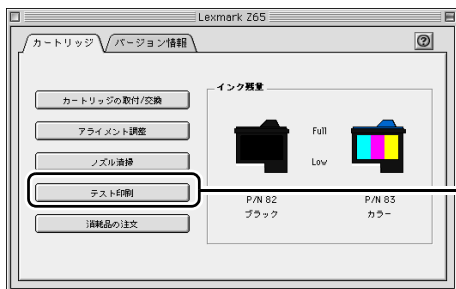 Lexmark Z65
カートリッジ バージョン情報
カートリッジの取付/交換
アライメント調整
ノズル清掃
テスト印刷
消耗品の注文
インク残量
Full
Low
P/N 82
ブラック
P/N 83
カラー